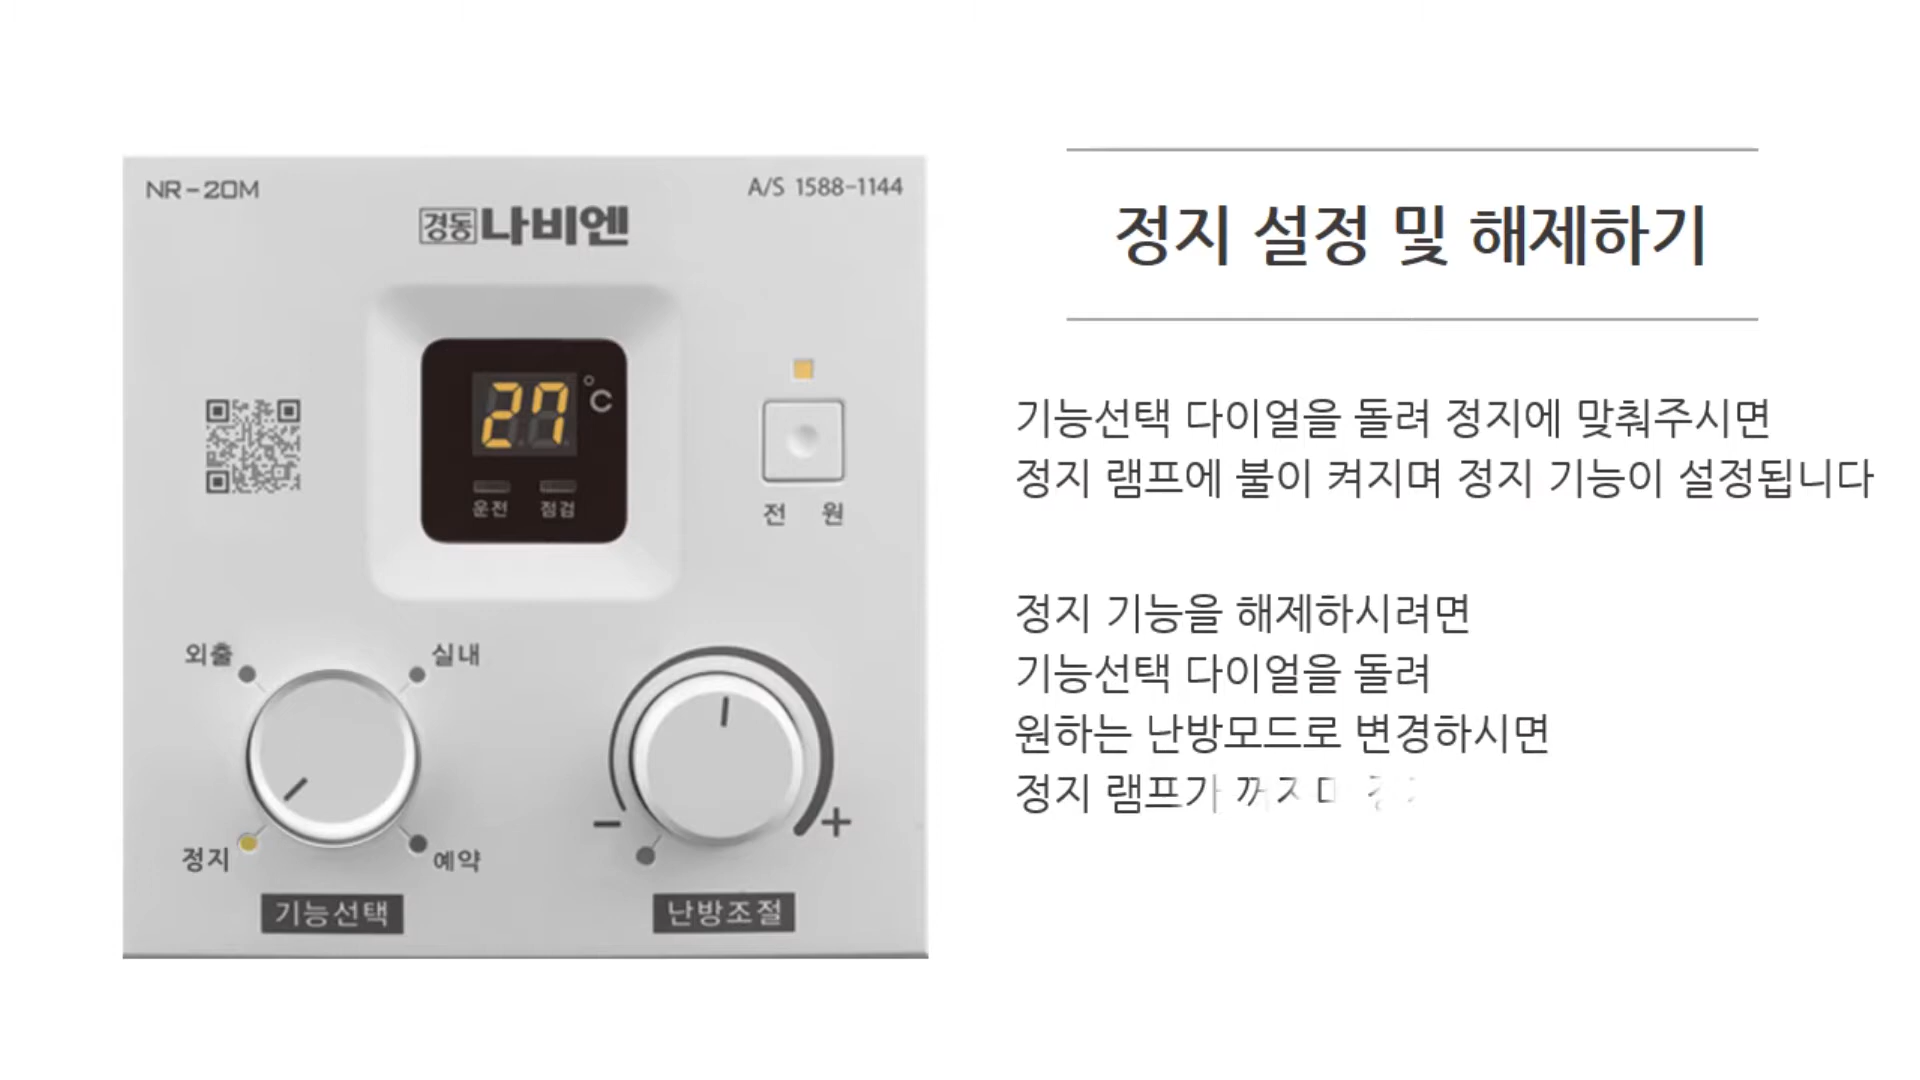 NR-20M
A/S 1588-1144
경동나비엔
27 °C
운전 점검
전 원
외출
실내
정지
예약
기능선택
난방조절
정지 설정 및 해제하기
기능선택 다이얼을 돌려 정지에 맞춰주시면
정지 램프에 불이 켜지며 정지 기능이 설정됩니다
정지 기능을 해제하시려면
기능선택 다이얼을 돌려
원하는 난방모드로 변경하시면
정지 램프가